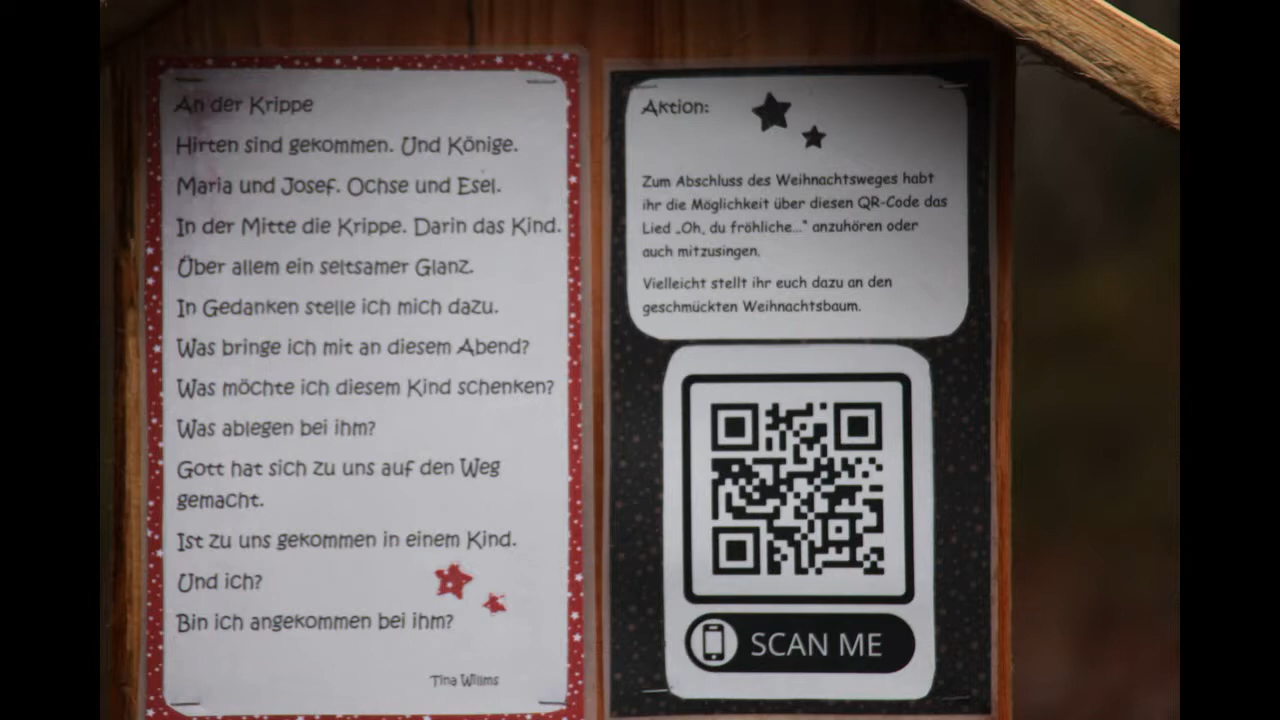 An der Krippe
Hirten sind gekommen. Und Könige.
Maria und Josef. Ochse und Esel.
In der Mitte die Krippe. Darin das Kind.
Über allem ein seltsamer Glanz.
In Gedanken stelle ich mich dazu.
Was bringe ich mit an diesem Abend?
Was möchte ich diesem Kind schenken?
Was ablegen bei ihm?
Gott hat sich zu uns auf den Weg
gemacht.
Ist zu uns gekommen in einem Kind.
Und ich?
Bin ich angekommen bei ihm?
Tina Willms
Aktion:
Zum Abschluss des Weihnachtsweges habt
ihr die Möglichkeit über diesen QR-Code das
Lied „Oh, du fröhliche...“ anzuhören oder
auch mitzusingen.
Vielleicht stellt ihr euch dazu an den
geschmückten Weihnachtsbaum.
SCAN ME